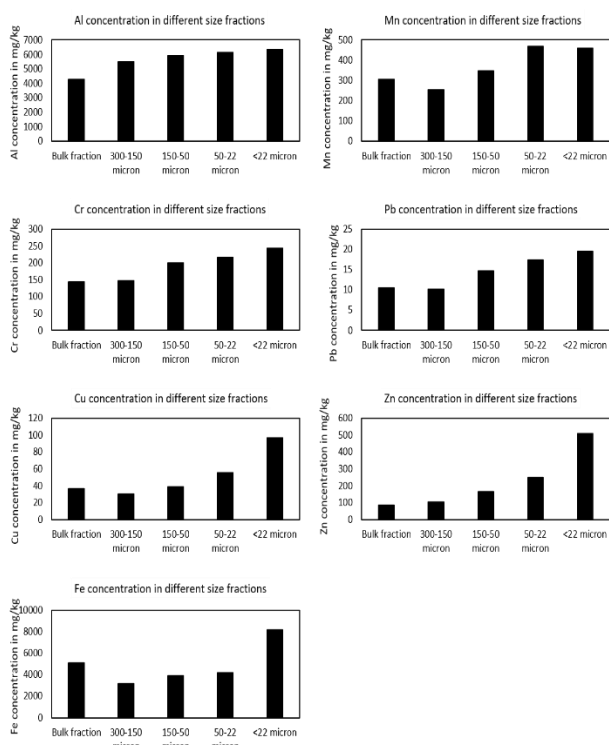 Al concentration in different size fractions
Al concentration in mg/kg
7000
6000
5000
4000
3000
2000
1000
0
Bulk fraction 300-150 150-50 50-22 <22 micron
micron micron micron
Mn concentration in different size fractions
Mn concentration in mg/kg
500
400
300
200
100
0
Bulk fraction 300-150 150-50 50-22 <22 micron
micron micron micron
Cr concentration in different size fractions
Cr concentration in mg/kg
300
250
200
150
100
50
0
Bulk fraction 300-150 150-50 50-22 <22 micron
micron micron micron
Pb concentration in different size fractions
Pb concentration in mg/kg
25
20
15
10
5
0
Bulk fraction 300-150 150-50 50-22 <22 micron
micron micron micron
Cu concentration in different size fractions
Cu concentration in mg/kg
120
100
80
60
40
20
0
Bulk fraction 300-150 150-50 50-22 <22 micron
micron micron micron
Zn concentration in different size fractions
Zn concentration in mg/kg
600
500
400
300
200
100
0
Bulk fraction 300-150 150-50 50-22 <22 micron
micron micron micron
Fe concentration in different size fractions
Fe concentration in mg/kg
10000
8000
6000
4000
2000
0
Bulk fraction 300-150 150-50 50-22 <22 micron
micron micron micron